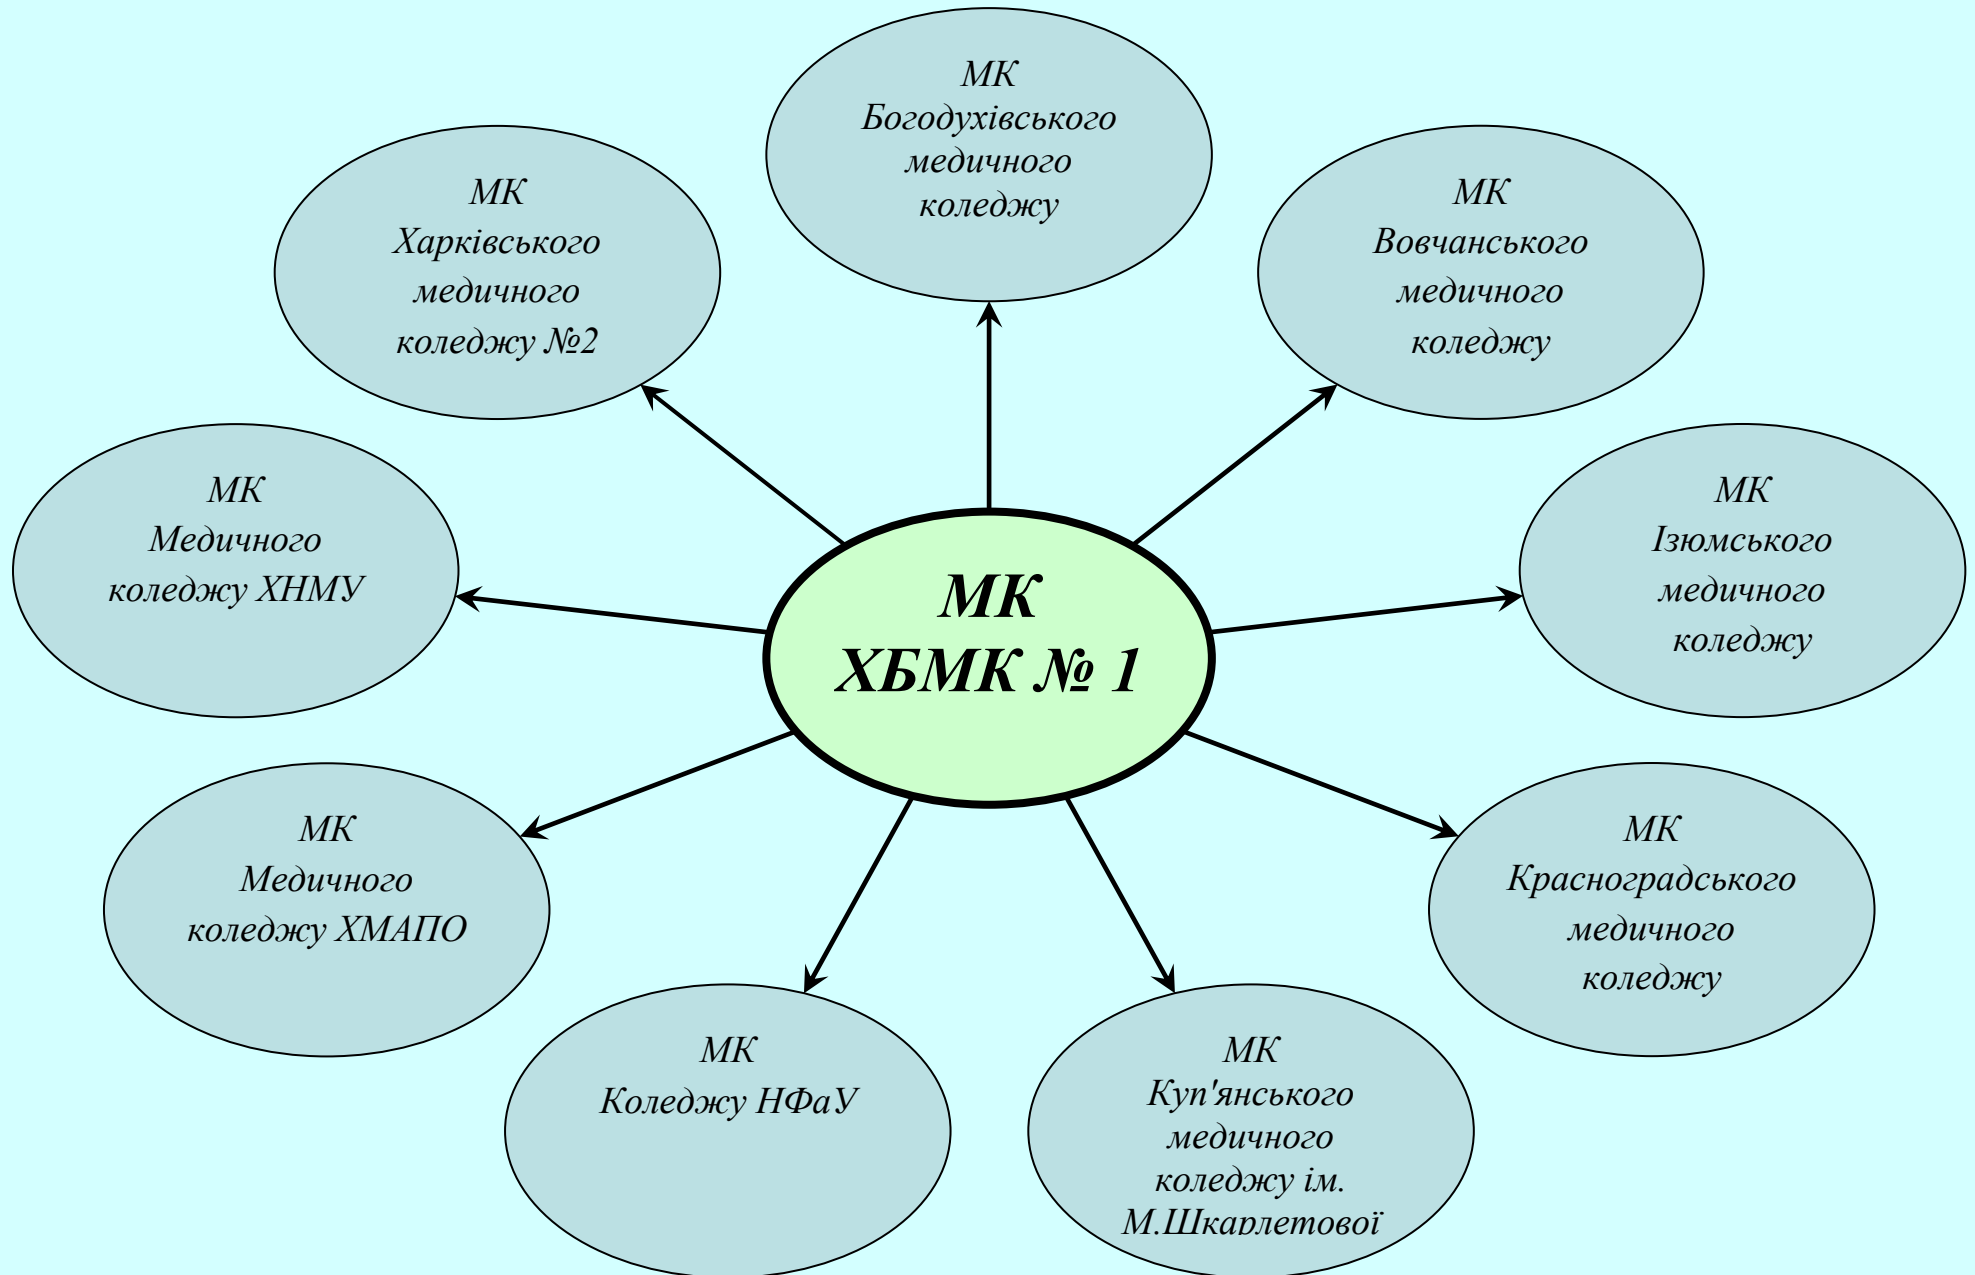 МК
Богодухівського
медичного
коледжу
МК
Харківського
медичного
коледжу №2
МК
Вовчанського
медичного
коледжу
МК
Медичного
коледжу ХНМУ
МК
Ізюмського
медичного
коледжу
МК
ХБМК № 1
МК
Медичного
коледжу ХМАПО
МК
Красноградського
медичного
коледжу
МК
Коледжу НФаУ
МК
Куп'янського
медичного
коледжу ім.
М.Шкарлетової